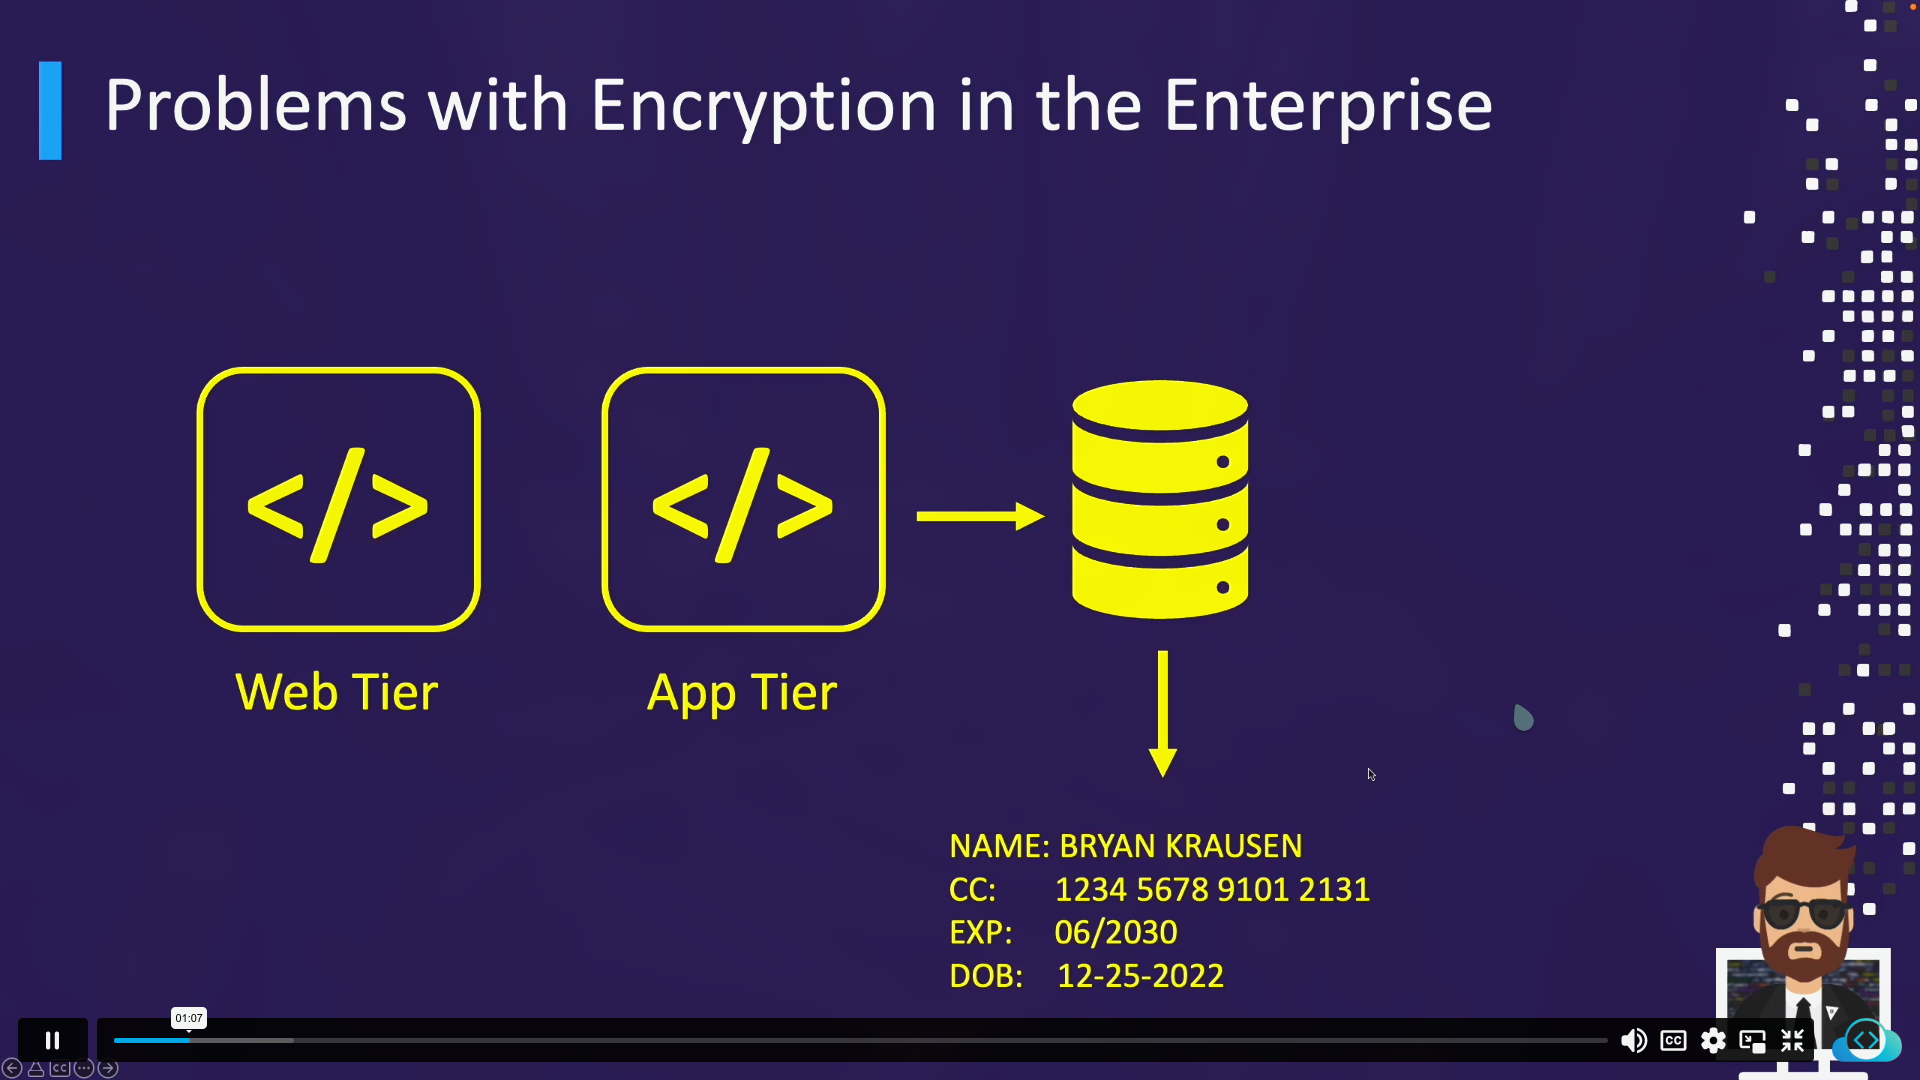 Problems with Encryption in the Enterprise
</>
</>
Web Tier
App Tier
NAME: BRYAN KRAUSEN
CC: 1234 5678 9101 2131
EXP: 06/2030
DOB: 12-25-2022
01:07
CC
CC